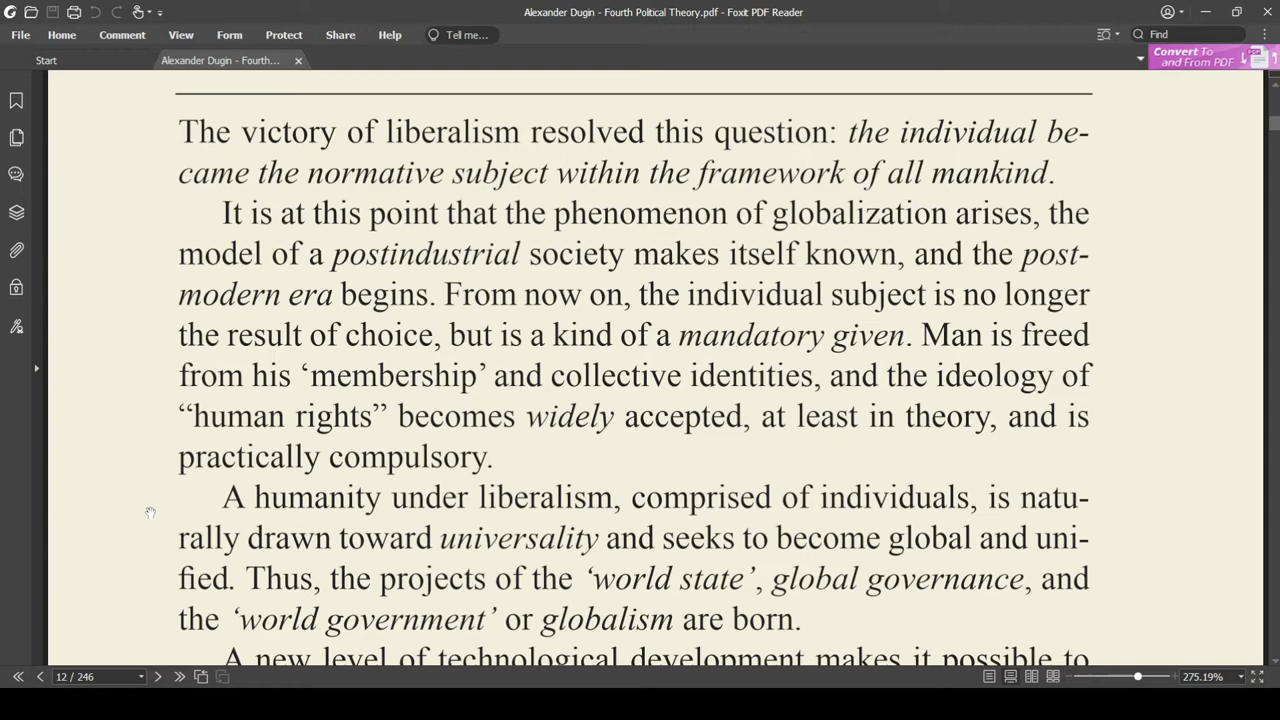 Alexander Dugin - Fourth Political Theory.pdf - Foxit PDF Reader
File Home Comment View Form Protect Share Help Tell me... Find
Start Alexander Dugin - Fourth... Convert To
and From PDF
The victory of liberalism resolved this question: the individual be-
came the normative subject within the framework of all mankind.
It is at this point that the phenomenon of globalization arises, the
model of a postindustrial society makes itself known, and the post-
modern era begins. From now on, the individual subject is no longer
the result of choice, but is a kind of a mandatory given. Man is freed
from his ‘membership’ and collective identities, and the ideology of
“human rights” becomes widely accepted, at least in theory, and is
practically compulsory.
A humanity under liberalism, comprised of individuals, is natu-
rally drawn toward universality and seeks to become global and uni-
fied. Thus, the projects of the ‘world state’, global governance, and
the ‘world government’ or globalism are born.
A new level of technological development makes it possible to
12 / 246 275.19%